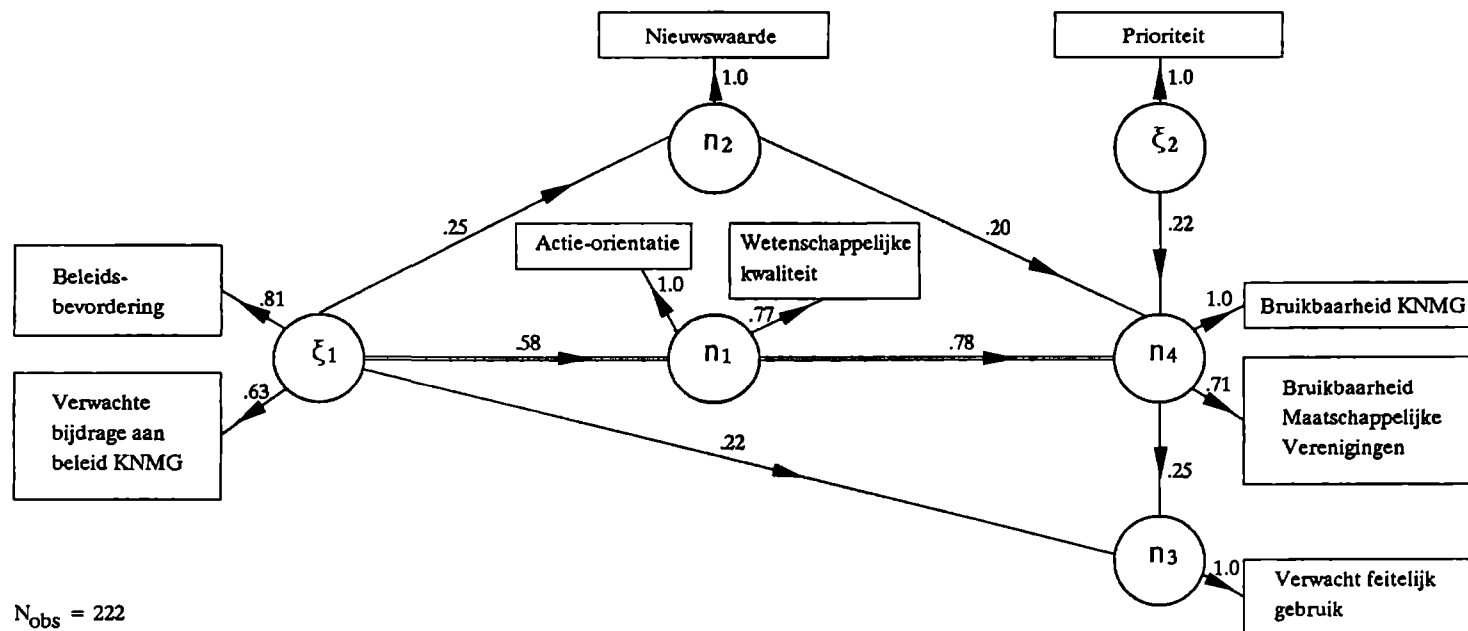 Nieuwswaarde
Prioriteit
1.0
1.0
n2
ξ2
.25
.20
.22
Actie-orientatie
Wetenschappelijke
kwaliteit
1.0
.77
Beleids-
bevordering
.81
ξ1
.58
n1
.78
n4
1.0
Bruikbaarheid KNMG
.63
Verwachte
bijdrage aan
beleid KNMG
.71
Bruikbaarheid
Maatschappelijke
Verenigingen
.22
.25
n3
1.0
Verwacht feitelijk
gebruik
Nobs = 222